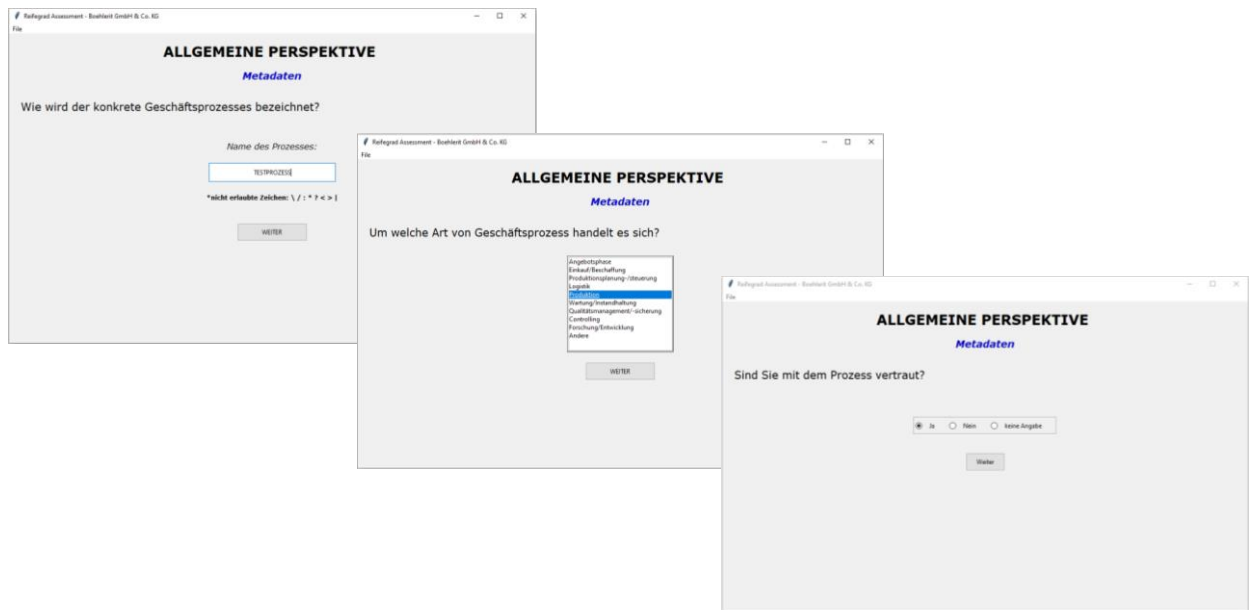 Reifegrad Assessment - Boehlerit GmbH & Co. KG
File
ALLGEMEINE PERSPEKTIVE
Metadaten
Wie wird der konkrete Geschäftsprozesses bezeichnet?
Name des Prozesses:
TESTPROZESS
*nicht erlaubte Zeichen: \ / : * ? < > |
WEITER
Reifegrad Assessment - Boehlerit GmbH & Co. KG
File
ALLGEMEINE PERSPEKTIVE
Metadaten
Um welche Art von Geschäftsprozess handelt es sich?
Angebotsphase
Einkauf/Beschaffung
Produktionsplanung-/steuerung
Logistik
Produktion
Wartung/Instandhaltung
Qualitätsmanagement/-sicherung
Controlling
Forschung/Entwicklung
Andere
WEITER
Reifegrad Assessment - Boehlerit GmbH & Co. KG
File
ALLGEMEINE PERSPEKTIVE
Metadaten
Sind Sie mit dem Prozess vertraut?
Ja Nein keine Angabe
Weiter